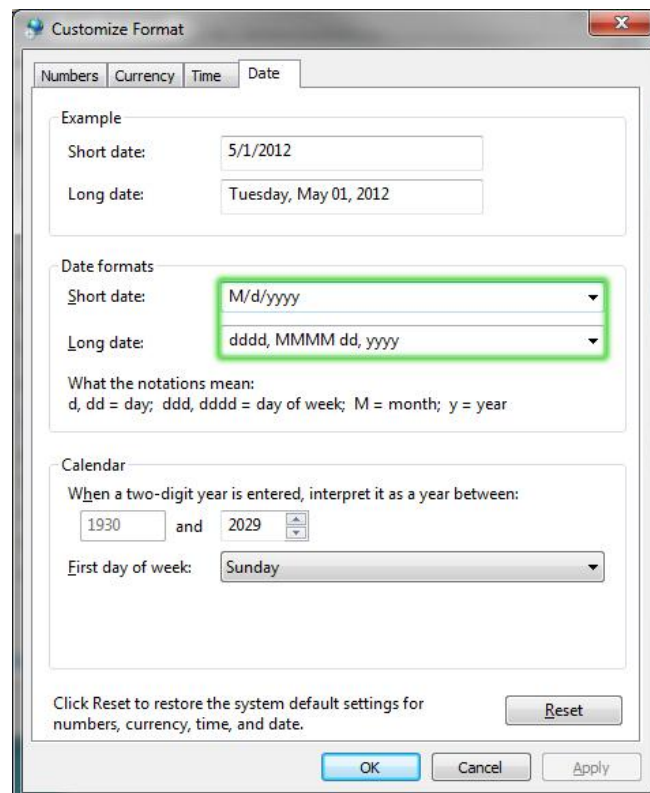 Customize Format
Numbers Currency Time Date
Example
Short date: 5/1/2012
Long date: Tuesday, May 01, 2012
Date formats
Short date: M/d/yyyy
Long date: dddd, MMMM dd, yyyy
What the notations mean:
d, dd = day; ddd, dddd = day of week; M = month; y = year
Calendar
When a two-digit year is entered, interpret it as a year between:
1930 and 2029
First day of week: Sunday
Click Reset to restore the system default settings for
numbers, currency, time, and date.
Reset
OK Cancel Apply